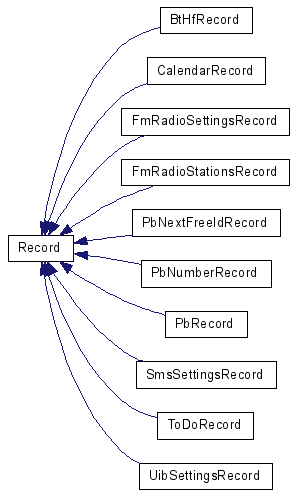 BtHfRecord
CalendarRecord
FmRadioSettingsRecord
FmRadioStationsRecord
PbNextFreeIdRecord
Record
PbNumberRecord
PbRecord
SmsSettingsRecord
ToDoRecord
UibSettingsRecord